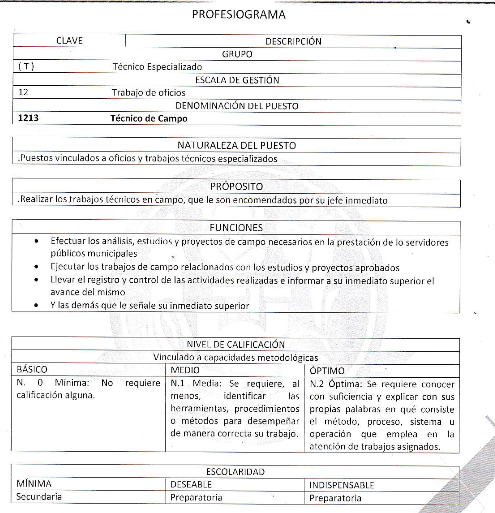 PROFESIOGRAMA
CLAVE DESCRIPCIÓN
GRUPO
( T ) Técnico Especializado
ESCALA DE GESTIÓN
12 Trabajo de oficios
DENOMINACIÓN DEL PUESTO
1213 Técnico de Campo
NATURALEZA DEL PUESTO
.Puestos vinculados a oficios y trabajos técnicos especializados
PRÓPOSITO
.Realizar los trabajos técnicos en campo, que le son encomendados por su jefe inmediato
FUNCIONES
• Efectuar los análisis, estudios y proyectos de campo necesarios en la prestación de lo servidores
públicos municipales
• Ejecutar los trabajos de campo relacionados con los estudios y proyectos aprobados
• Llevar el registro y control de las actividades realizadas e informar a su inmediato superior el
avance del mismo
• Y las demás que le señale su inmediato superior
NIVEL DE CALIFICACIÓN
Vinculado a capacidades metodológicas
BÁSICO MEDIO ÓPTIMO
N. 0 Mínima: No requiere
calificación alguna.
N.1 Media: Se requiere, al
menos, identificar las
herramientas, procedimientos
o métodos para desempeñar
de manera correcta su trabajo.
N.2 Óptima: Se requiere conocer
con suficiencia y explicar con sus
propias palabras en qué consiste
el método, proceso, sistema u
operación que emplea en la
atención de trabajos asignados.
ESCOLARIDAD
MÍNIMA DESEABLE INDISPENSABLE
Secundaria Preparatoria Preparatoria